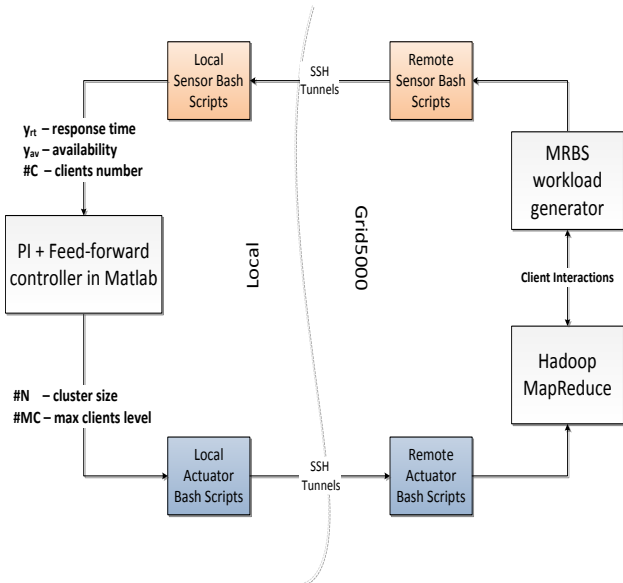 Local
Sensor Bash
Scripts
SSH
Tunnels
Remote
Sensor Bash
Scripts
yrt – response time
yav – availability
#C – clients number
MRBS
workload
generator
PI + Feed-forward
controller in Matlab
Local
Grid5000
Client Interactions
Hadoop
MapReduce
#N – cluster size
#MC – max clients level
Local
Actuator
Bash Scripts
SSH
Tunnels
Remote
Actuator
Bash Scripts